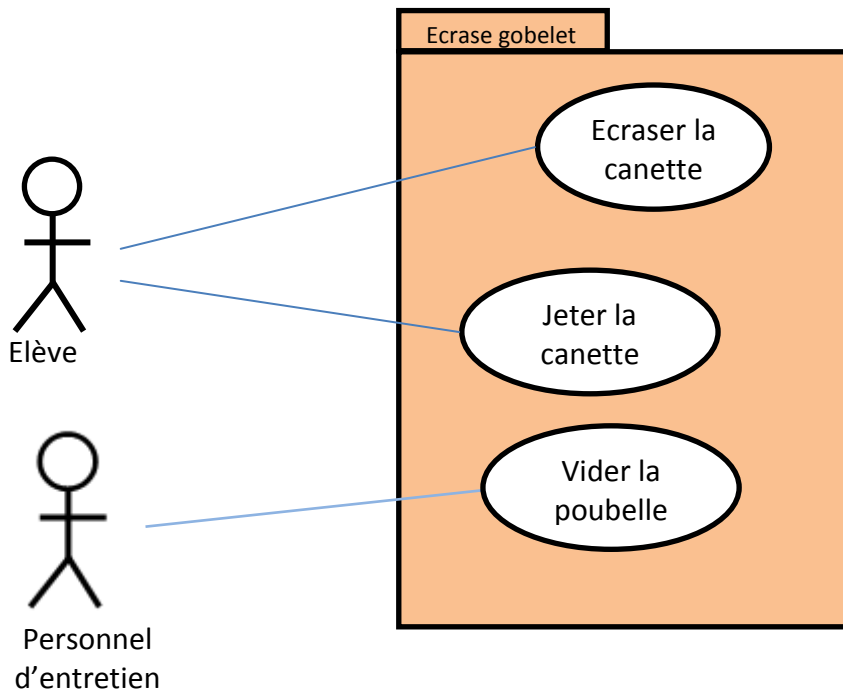 Ecrase gobelet
Ecraser la
canette
Jeter la
canette
Elève
Vider la
poubelle
Personnel
d’entretien